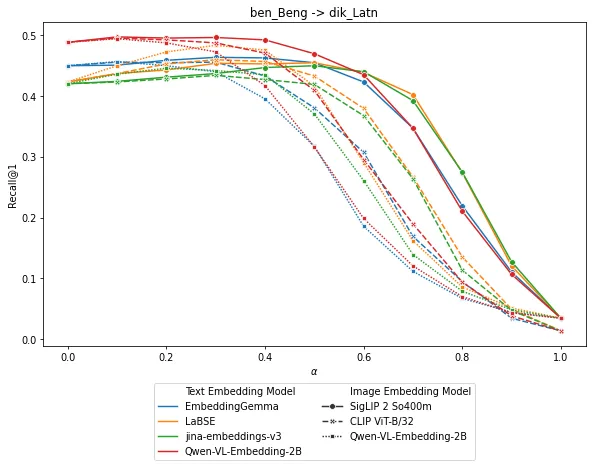 ben_Beng -> dik_Latn
Recall@1
0.5
0.4
0.3
0.2
0.1
0.0
0.0 0.2 0.4 0.6 0.8 1.0
α
Text Embedding Model
EmbeddingGemma
LaBSE
jina-embeddings-v3
Qwen-VL-Embedding-2B
Image Embedding Model
SigLIP 2 So400m
CLIP ViT-B/32
Qwen-VL-Embedding-2B